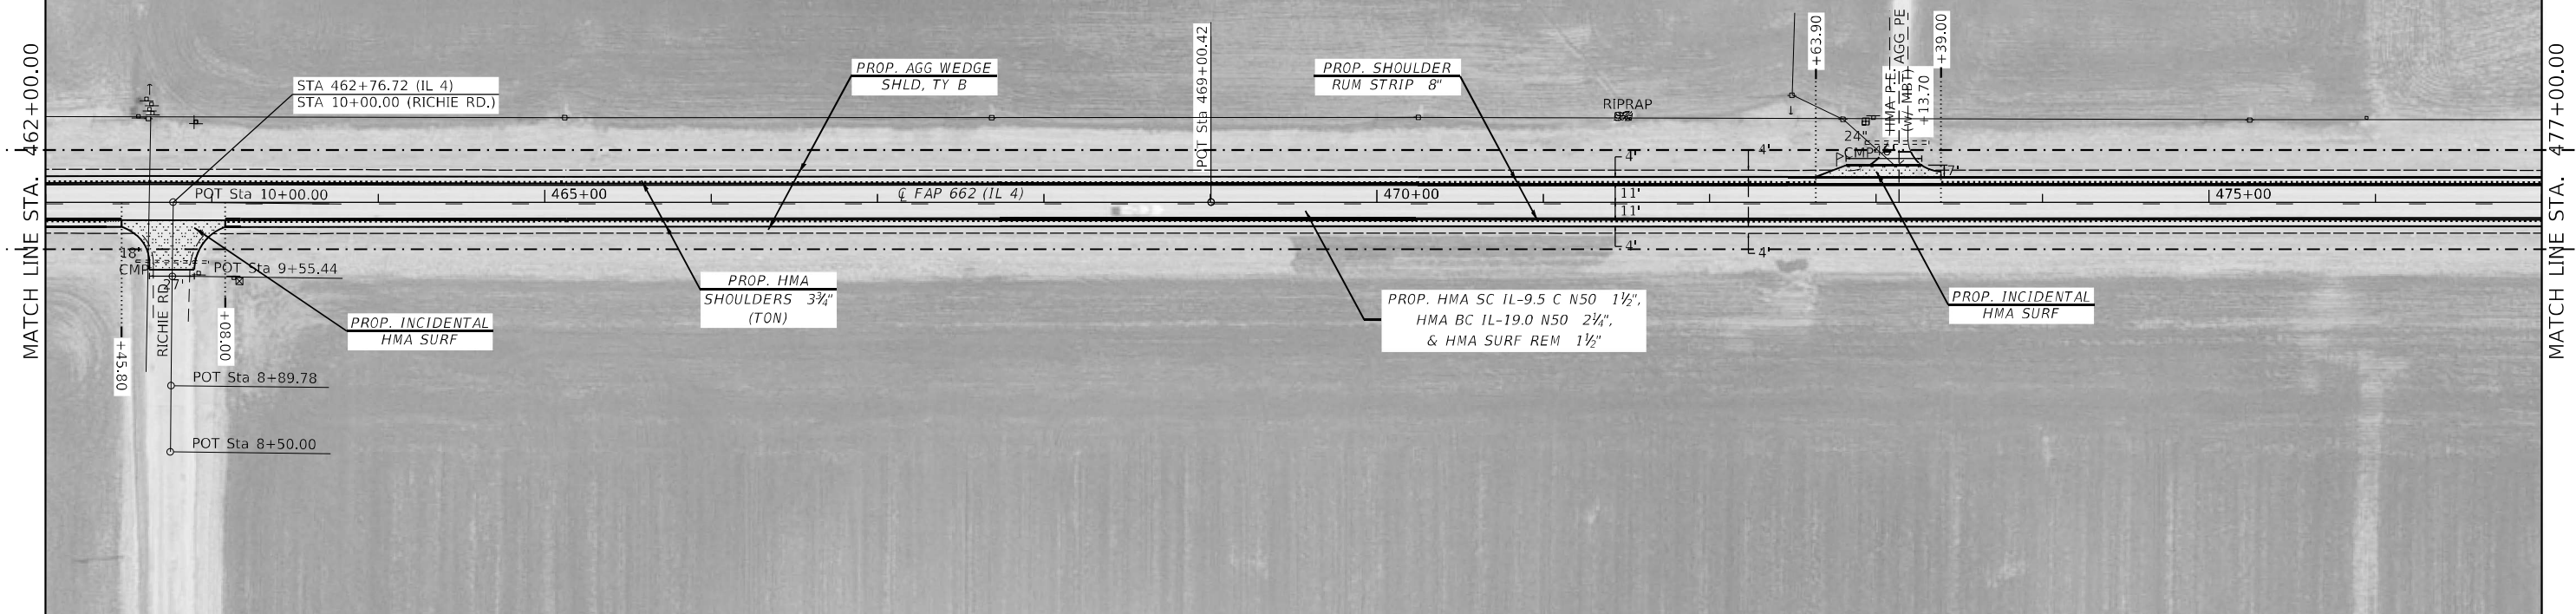 MATCH LINE STA. 462+00.00
STA 462+76.72 (IL 4)
STA 10+00.00 (RICHIE RD.)
PROP. AGG WEDGE
SHLD, TY B
POT Sta 469+00.42
PROP. SHOULDER
RUM STRIP 8"
RIPRAP
+63.90
HMA P.E.
(w/ MBT) AGG PE
+13.70
+39.00
24"
CMP
4'
4'
7'
POT Sta 10+00.00
465+00
℄ FAP 662 (IL 4)
470+00
11'
11'
475+00
4'
4'
18"
CMP
POT Sta 9+55.44
27'
RICHIE RD.
+45.80
+08.00
PROP. INCIDENTAL
HMA SURF
PROP. HMA
SHOULDERS 3¾"
(TON)
PROP. HMA SC IL-9.5 C N50 1½",
HMA BC IL-19.0 N50 2¼",
& HMA SURF REM 1½"
PROP. INCIDENTAL
HMA SURF
POT Sta 8+89.78
POT Sta 8+50.00
MATCH LINE STA. 477+00.00